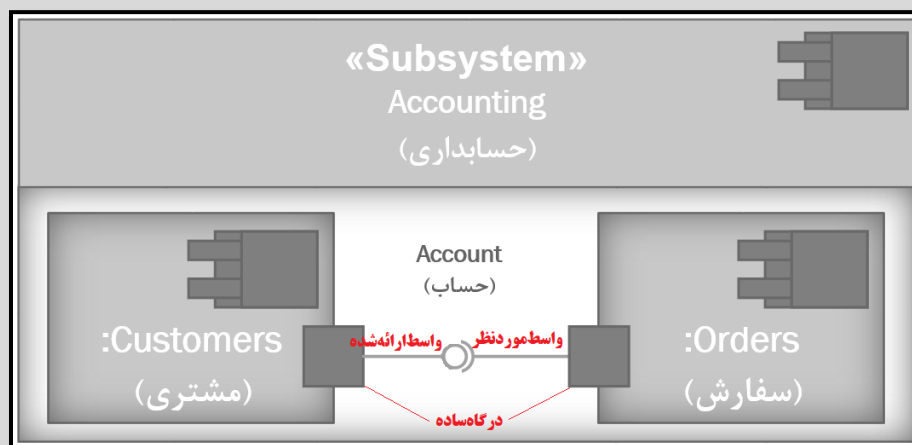 «Subsystem»
Accounting
(حسابداری)
Account
(حساب)
:Customers
(مشتری)
واسط ارائه‌شده
واسط موردنظر
:Orders
(سفارش)
درگاه ساده